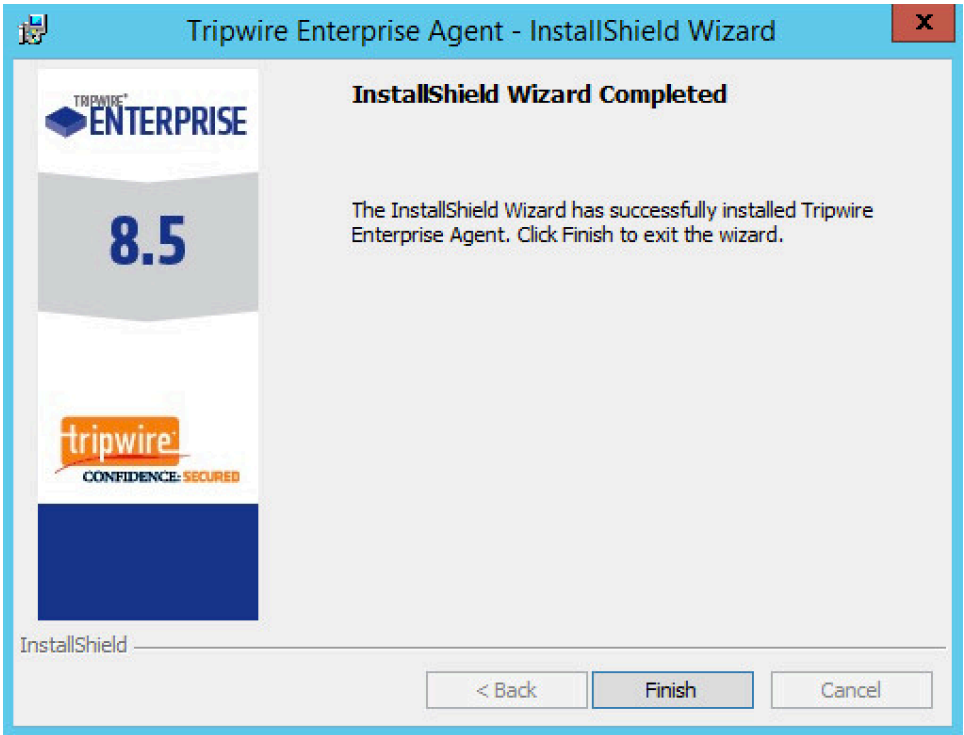 Tripwire Enterprise Agent - InstallShield Wizard
x
TRIPWIRE®
ENTERPRISE
8.5
tripwire
CONFIDENCE: SECURED
InstallShield Wizard Completed
The InstallShield Wizard has successfully installed Tripwire
Enterprise Agent. Click Finish to exit the wizard.
InstallShield
< Back
Finish
Cancel